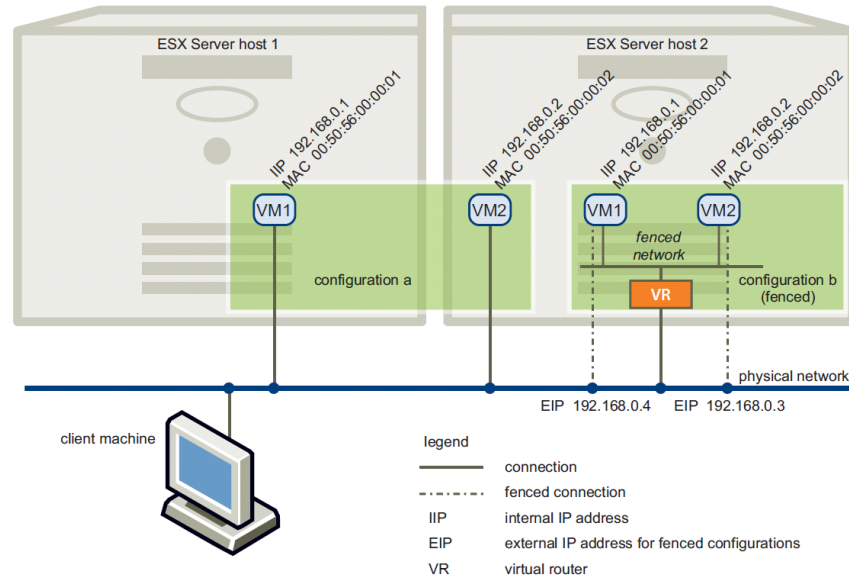 ESX Server host 1
ESX Server host 2
IIP 192.168.0.1
MAC 00:50:56:00:00:01
IIP 192.168.0.2
MAC 00:50:56:00:00:02
IIP 192.168.0.1
MAC 00:50:56:00:00:01
IIP 192.168.0.2
MAC 00:50:56:00:00:02
VM1
VM2
VM1
VM2
fenced
network
configuration a
configuration b
(fenced)
VR
physical network
EIP 192.168.0.4
EIP 192.168.0.3
client machine
legend
connection
fenced connection
IIP internal IP address
EIP external IP address for fenced configurations
VR virtual router